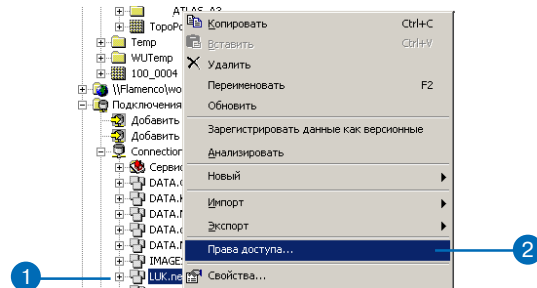 ATLAS_A3
TopoPo
Temp
WUTemp
100_0004
\\Flamenco\wo
Подключения
Добавить
Добавить
Connection
Сервис
DATA.
DATA.
DATA.
DATA.
DATA.
IMAGE
LUK.ne
Копировать Ctrl+C
Вставить Ctrl+V
Удалить
Переименовать F2
Обновить
Зарегистрировать данные как версионные
Анализировать
Новый
Импорт
Экспорт
Права доступа...
Свойства...
1
2